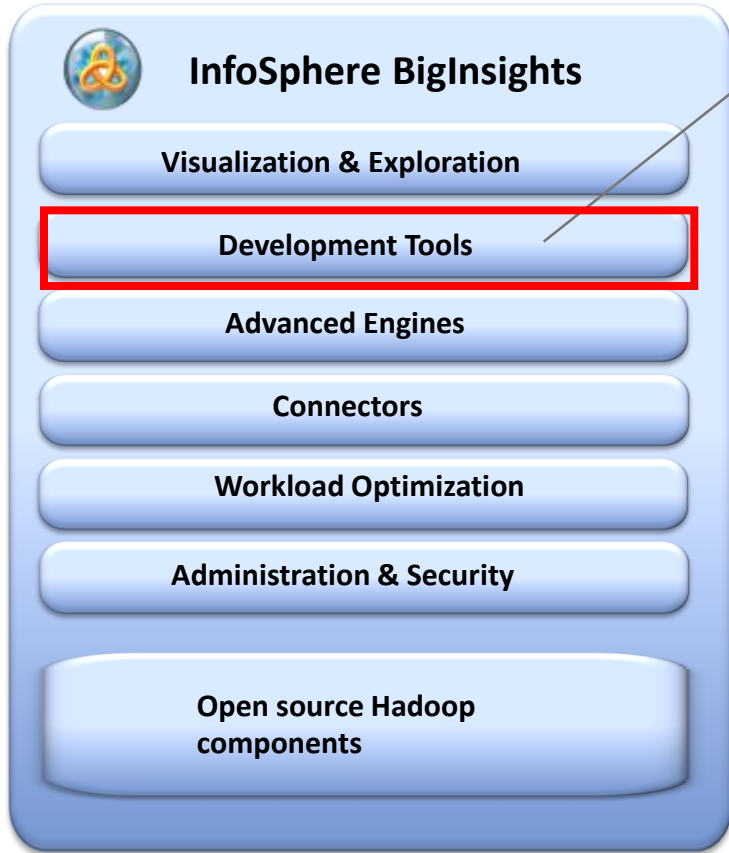 InfoSphere BigInsights
Visualization & Exploration
Development Tools
Advanced Engines
Connectors
Workload Optimization
Administration & Security
Open source Hadoop
components